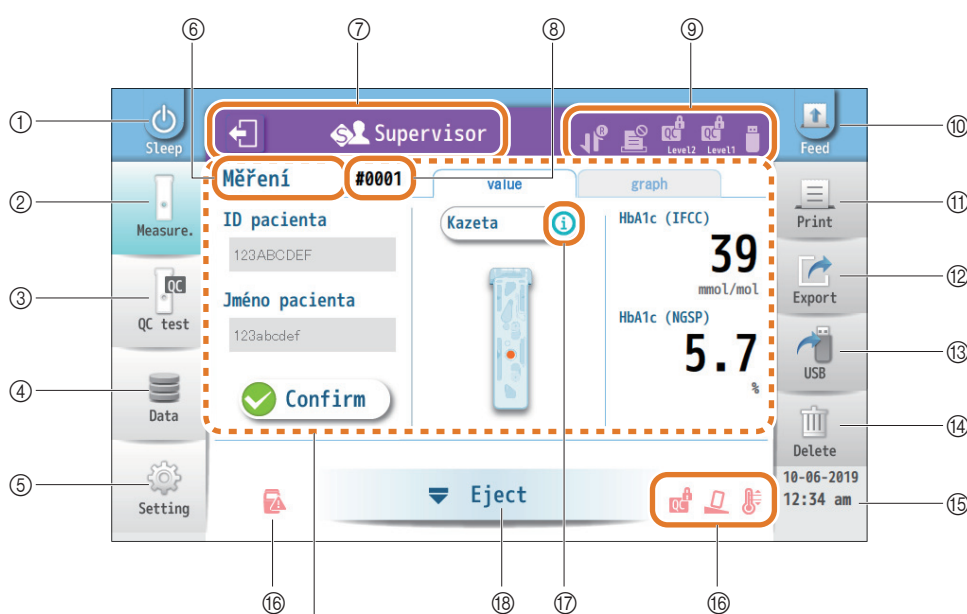 ⑥ ⑦ ⑧ ⑨
① Sleep
Supervisor
P
QC Level2
QC Level1
Feed ⑩
② Measure.
Měření #0001
value
graph
Print ⑪
ID pacienta
123ABCDEF
Kazeta i
HbA1c (IFCC)
39
mmol/mol
③ QC
QC test
Jméno pacienta
123abcdef
HbA1c (NGSP)
5.7
%
Export ⑫
USB ⑬
④ Data
Confirm
Delete ⑭
⑤ Setting
Eject
QC
10-06-2019
12:34 am ⑮
⑯ ⑱ ⑰ ⑯